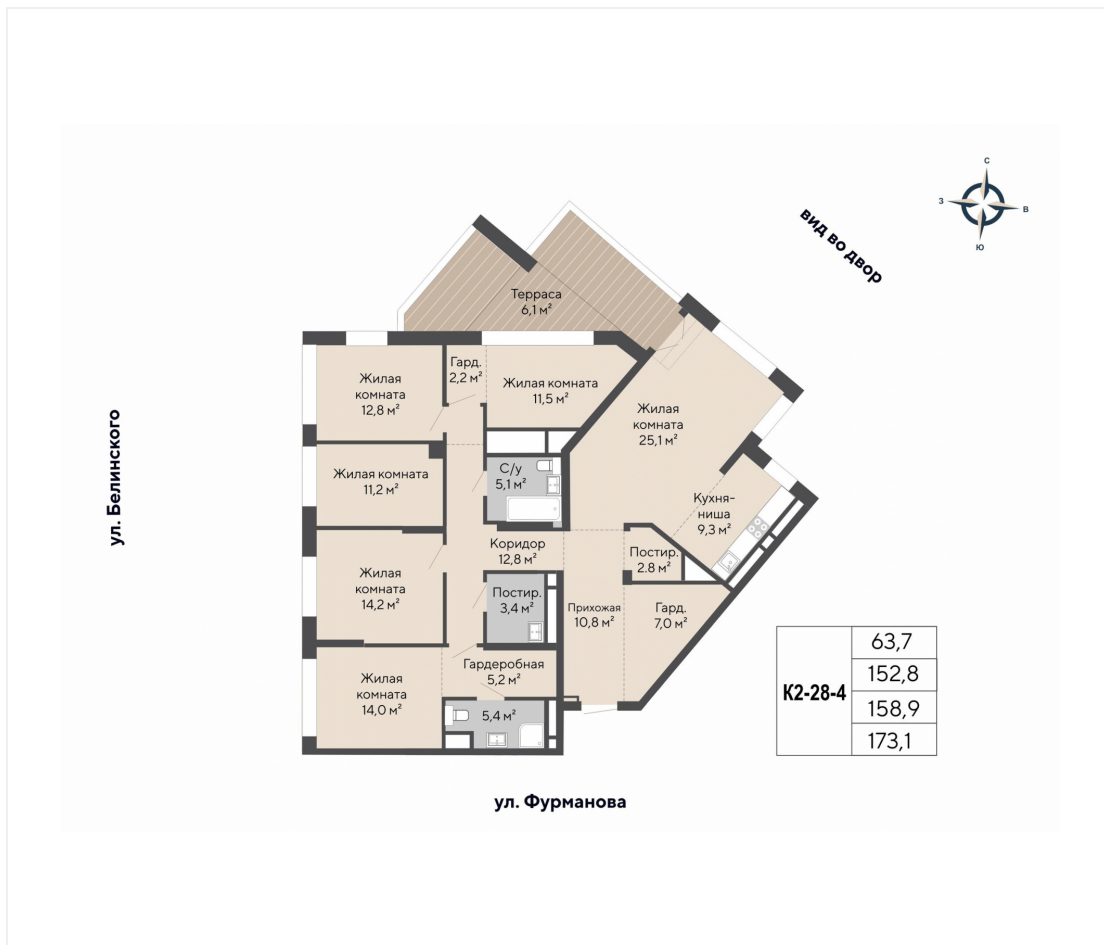 С
З
В
Ю
вид во двор
Терраса
6,1 м²
Гард.
2,2 м²
Жилая
комната
12,8 м²
Жилая комната
11,5 м²
Жилая
комната
25,1 м²
ул. Белинского
С/у
5,1 м²
Жилая комната
11,2 м²
Кухня-
ниша
9,3 м²
Коридор
12,8 м²
Постир.
2.8 м²
Жилая
комната
14,2 м²
Постир.
3,4 м²
Прихожая
10,8 м²
Гард.
7,0 м²
Гардеробная
5,2 м²
Жилая
комната
14,0 м²
5,4 м²
К2-28-4
63,7
152,8
158,9
173,1
ул. Фурманова